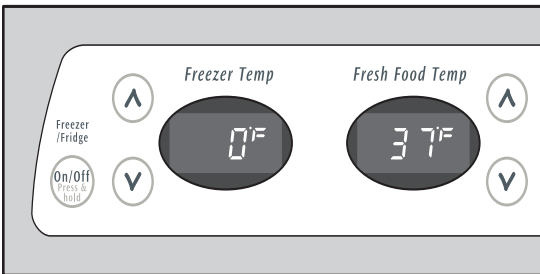 Freezer Temp
Fresh Food Temp
Freezer
/Fridge
0°F
37°F
On/Off
Press &
hold